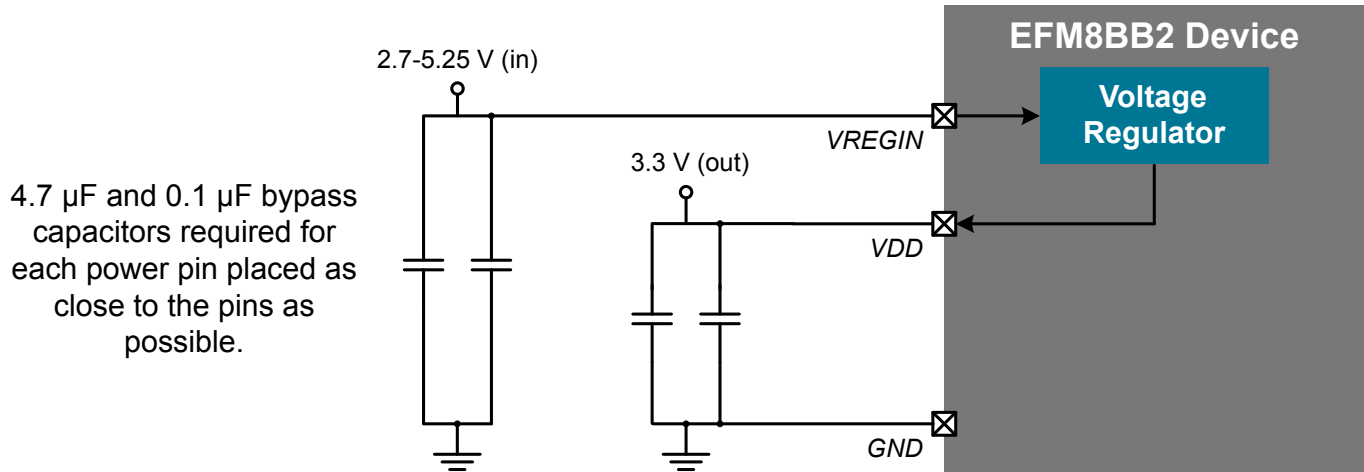 EFM8BB2 Device
2.7-5.25 V (in)
Voltage
Regulator
VREGIN
3.3 V (out)
4.7 µF and 0.1 µF bypass
capacitors required for
each power pin placed as
close to the pins as
possible.
VDD
GND